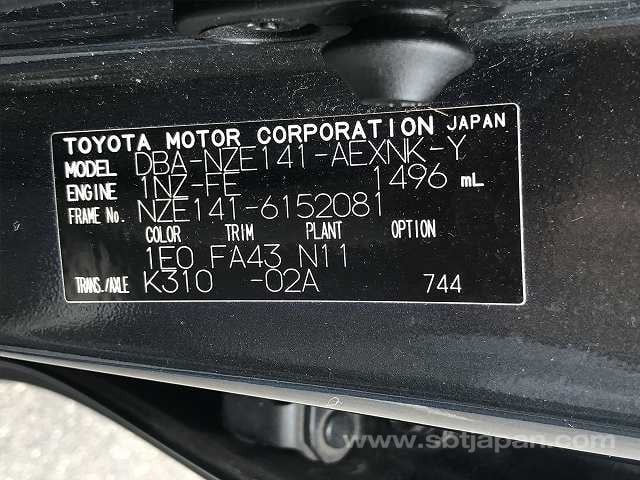 TOYOTA MOTOR CORPORATION JAPAN
MODEL DBA-NZE141-AEXNK-Y
ENGINE 1NZ-FE 1496 mL
FRAME No. NZE141-6152081
COLOR TRIM PLANT OPTION
1E0 FA43 N11
TRANS./AXLE K310 -02A 744
www.sbtjapan.com